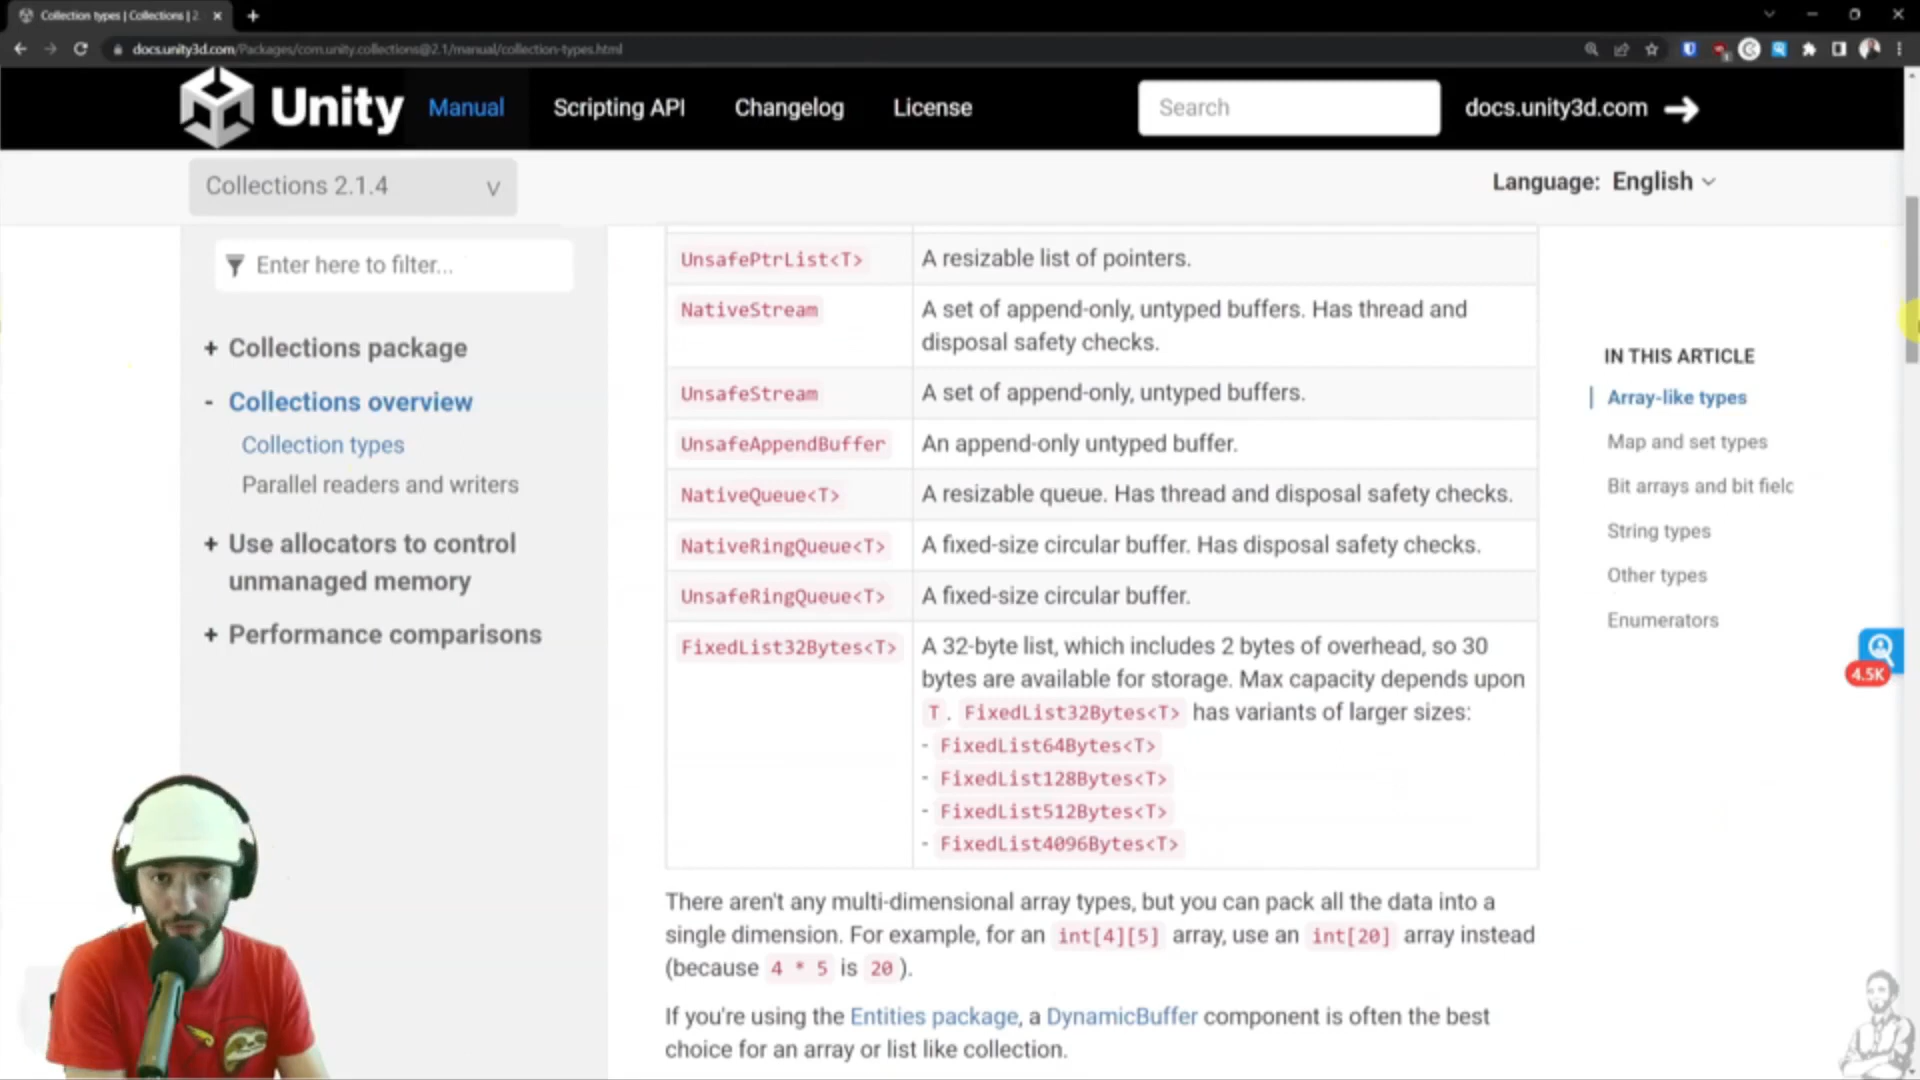 Collection types | Collections | 2
docs.unity3d.com/Packages/com.unity.collections@2.1/manual/collection-types.html
Unity
Manual
Scripting API
Changelog
License
Search
docs.unity3d.com
Collections 2.1.4
Language: English
Enter here to filter...
+ Collections package
- Collections overview
Collection types
Parallel readers and writers
+ Use allocators to control
unmanaged memory
+ Performance comparisons
UnsafePtrList<T> A resizable list of pointers.
NativeStream A set of append-only, untyped buffers. Has thread and
disposal safety checks.
UnsafeStream A set of append-only, untyped buffers.
UnsafeAppendBuffer An append-only untyped buffer.
NativeQueue<T> A resizable queue. Has thread and disposal safety checks.
NativeRingQueue<T> A fixed-size circular buffer. Has disposal safety checks.
UnsafeRingQueue<T> A fixed-size circular buffer.
FixedList32Bytes<T> A 32-byte list, which includes 2 bytes of overhead, so 30
bytes are available for storage. Max capacity depends upon
T. FixedList32Bytes<T> has variants of larger sizes:
- FixedList64Bytes<T>
- FixedList128Bytes<T>
- FixedList512Bytes<T>
- FixedList4096Bytes<T>
There aren't any multi-dimensional array types, but you can pack all the data into a
single dimension. For example, for an int[4][5] array, use an int[20] array instead
(because 4 * 5 is 20 ).
If you're using the Entities package, a DynamicBuffer component is often the best
choice for an array or list like collection.
IN THIS ARTICLE
Array-like types
Map and set types
Bit arrays and bit fielc
String types
Other types
Enumerators
4.5K